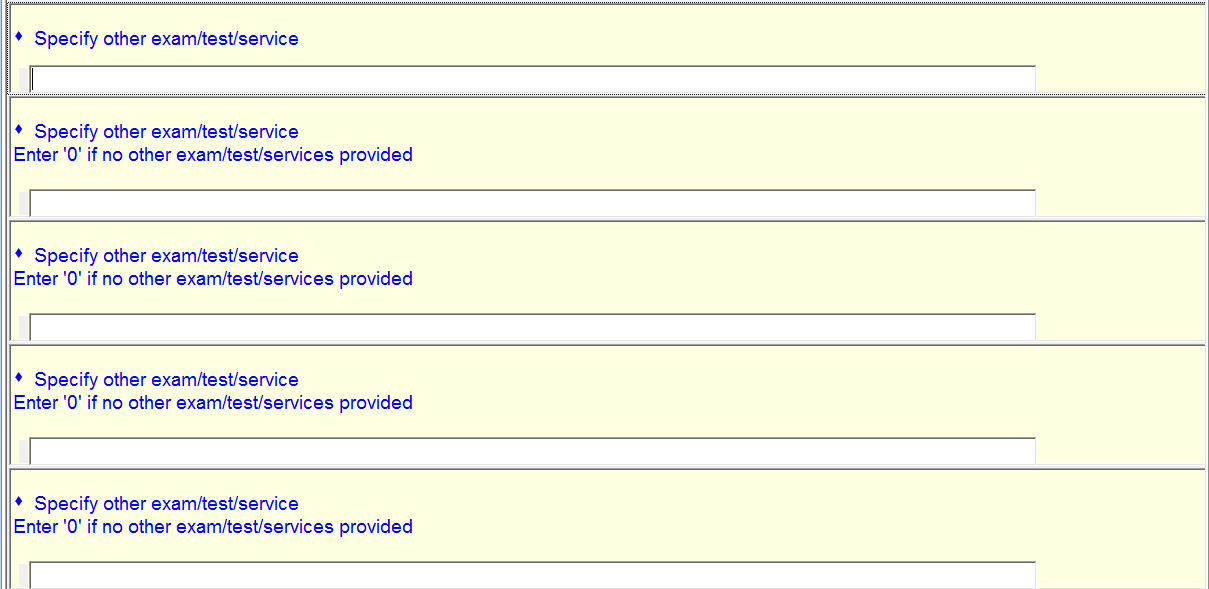 ♦ Specify other exam/test/service
♦ Specify other exam/test/service
Enter '0' if no other exam/test/services provided
♦ Specify other exam/test/service
Enter '0' if no other exam/test/services provided
♦ Specify other exam/test/service
Enter '0' if no other exam/test/services provided
♦ Specify other exam/test/service
Enter '0' if no other exam/test/services provided